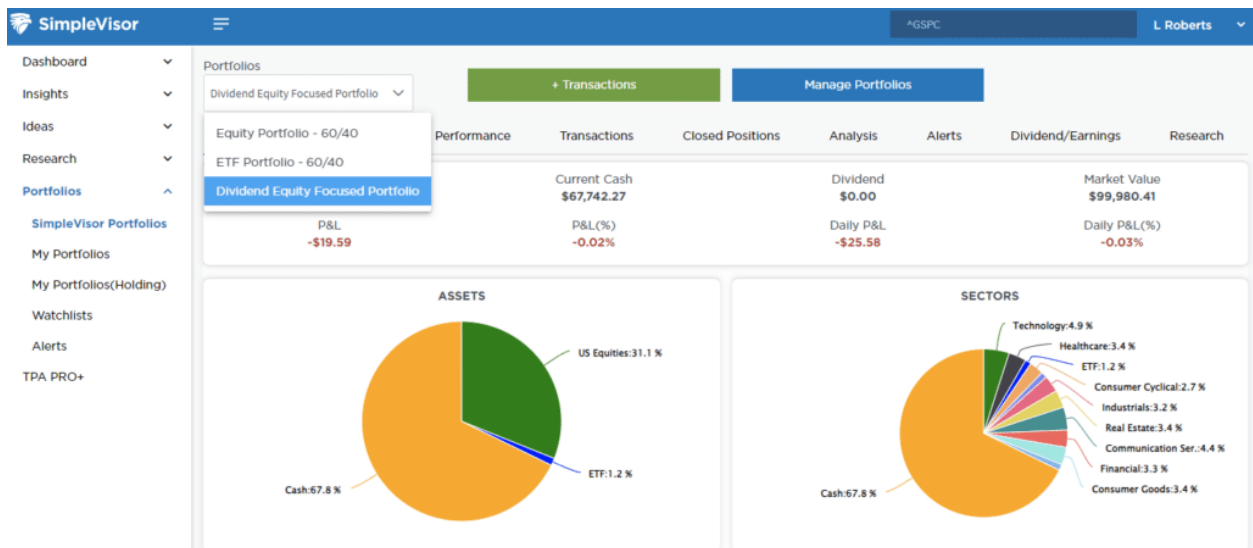 SimpleVisor
^GSPC
L Roberts
Dashboard
Insights
Ideas
Research
Portfolios
SimpleVisor Portfolios
My Portfolios
My Portfolios(Holding)
Watchlists
Alerts
TPA PRO+
Portfolios
Dividend Equity Focused Portfolio
+ Transactions
Manage Portfolios
Equity Portfolio - 60/40
ETF Portfolio - 60/40
Dividend Equity Focused Portfolio
Performance Transactions Closed Positions Analysis Alerts Dividend/Earnings Research
Current Cash Dividend Market Value
$67,742.27 $0.00 $99,980.41
P&L P&L(%) Daily P&L Daily P&L(%)
-$19.59 -0.02% -$25.58 -0.03%
ASSETS
US Equities:31.1 %
ETF:1.2 %
Cash:67.8 %
SECTORS
Technology:4.9 %
Healthcare:3.4 %
ETF:1.2 %
Consumer Cyclical:2.7 %
Industrials:3.2 %
Real Estate:3.4 %
Communication Ser.:4.4 %
Financial:3.3 %
Consumer Goods:3.4 %
Cash:67.8 %